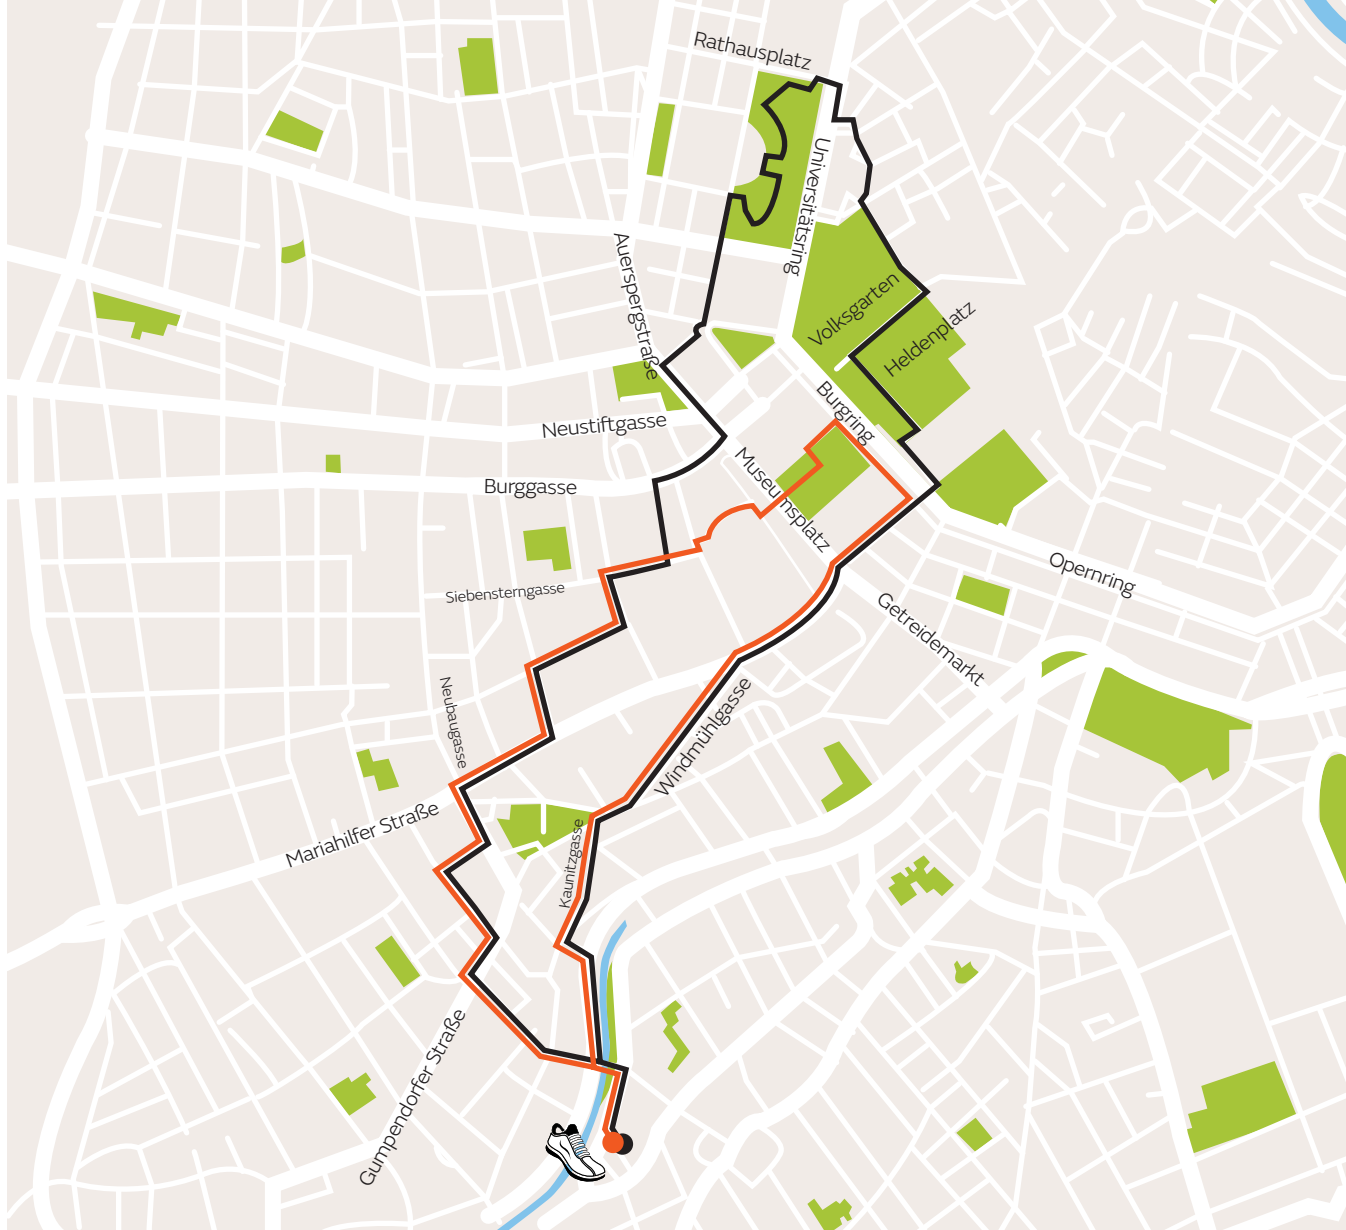 Rathausplatz
Universitätsring
Auerspergstraße
Volksgarten
Heldenplatz
Burgring
Neustiftgasse
Museumsplatz
Burggasse
Opernring
Siebensterngasse
Getreidemarkt
Neubaugasse
Windmühlgasse
Mariahilfer Straße
Kaunitzgasse
Gumpendorfer Straße